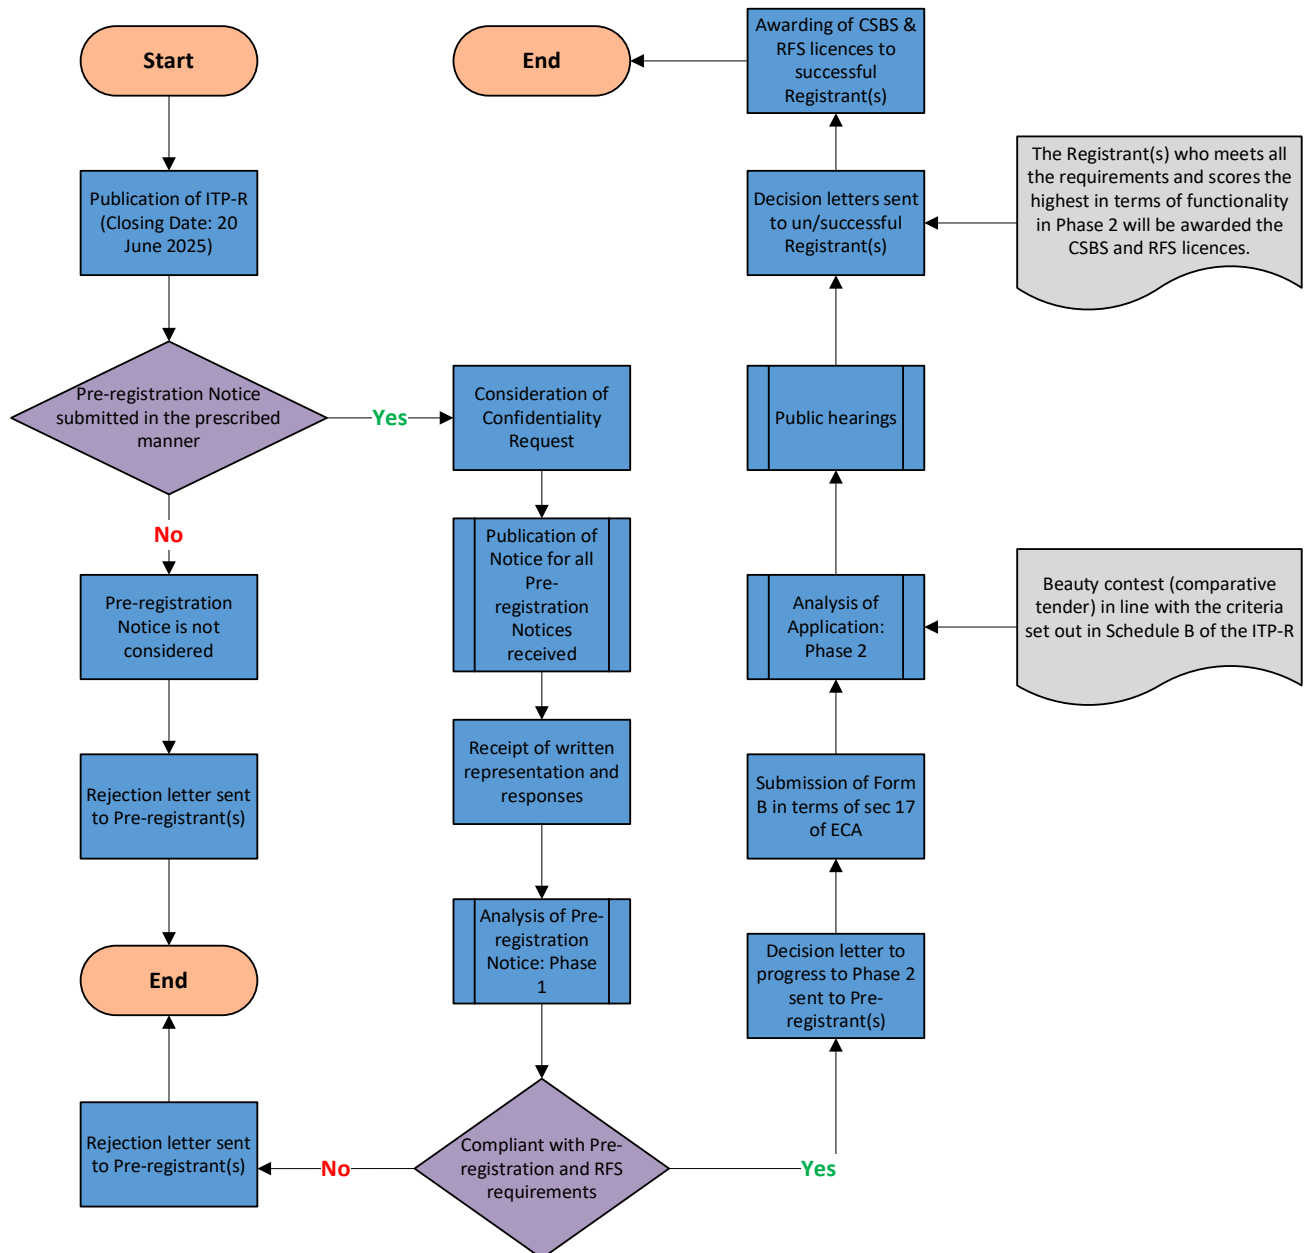 Start
Publication of ITP-R
(Closing Date: 20
June 2025)
Pre-registration Notice
submitted in the prescribed
manner
Yes
No
Pre-registration
Notice is not
considered
Rejection letter sent
to Pre-registrant(s)
End
Rejection letter sent
to Pre-registrant(s)
Consideration of
Confidentiality
Request
Publication of
Notice for all
Pre-
registration
Notices
received
Receipt of written
representation and
responses
Analysis of Pre-
registration
Notice: Phase
1
Compliant with Pre-
registration and RFS
requirements
No
Yes
Decision letter to
progress to Phase 2
sent to Pre-
registrant(s)
Submission of Form
B in terms of sec 17
of ECA
Analysis of
Application:
Phase 2
Beauty contest (comparative
tender) in line with the criteria
set out in Schedule B of the ITP-R
Public hearings
Decision letters sent
to un/successful
Registrant(s)
The Registrant(s) who meets all
the requirements and scores the
highest in terms of functionality
in Phase 2 will be awarded the
CSBS and RFS licences.
Awarding of CSBS &
RFS licences to
successful
Registrant(s)
End